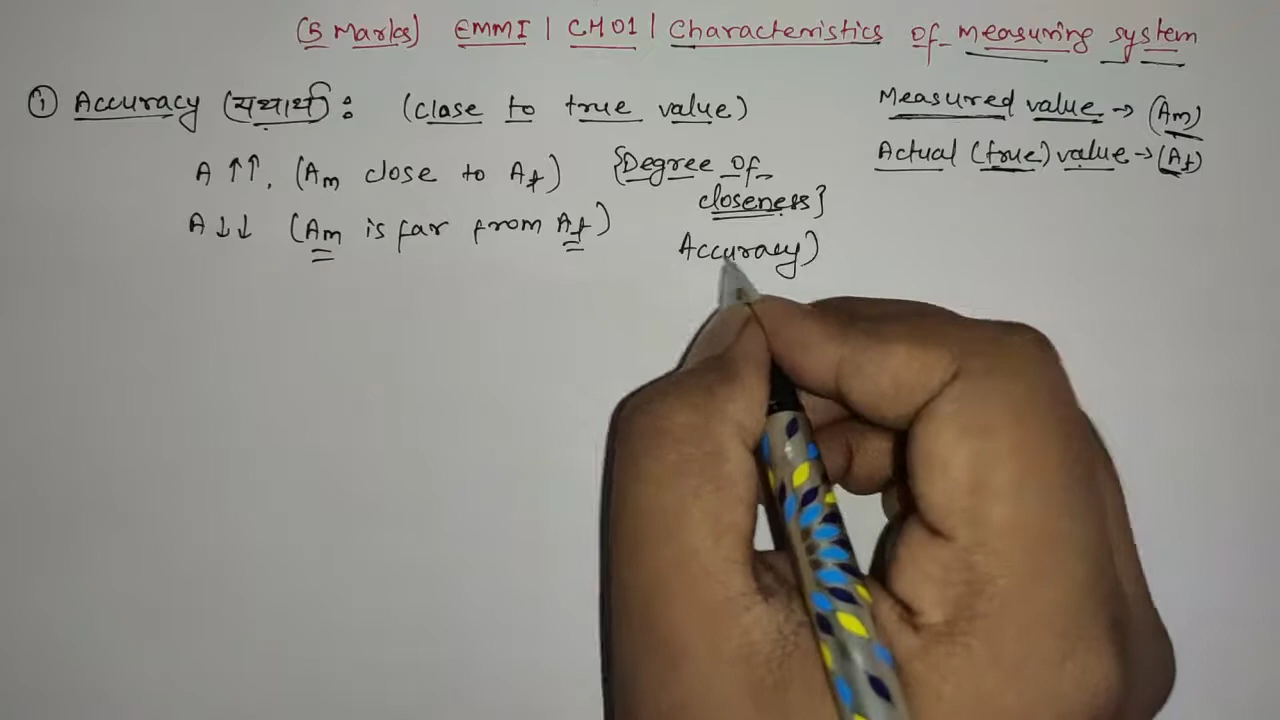 (5 Marks) EMMI | CH01 | Characteristics of measuring system
① Accuracy (यथार्थ) : (close to true value)
Measured value → (Am)
Actual (true) value → (At)
A ↑↑, (Am close to At) {Degree of closeness}
A ↓↓ (Am is far from At) Accuracy)